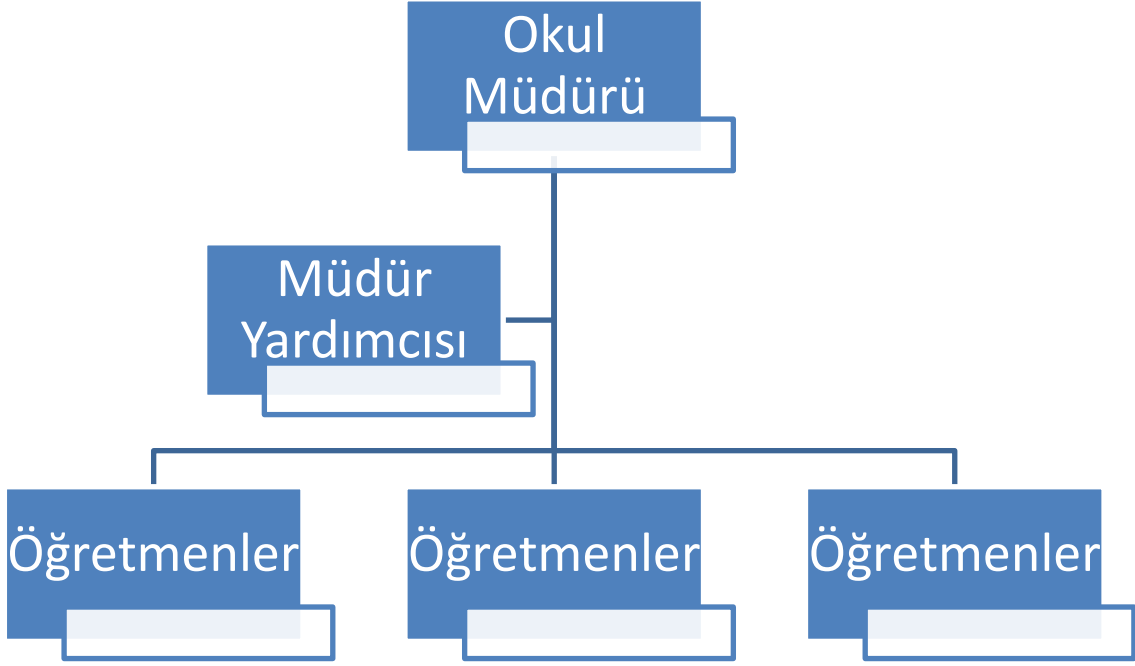 Okul
Müdürü
Müdür
Yardımcısı
Öğretmenler
Öğretmenler
Öğretmenler